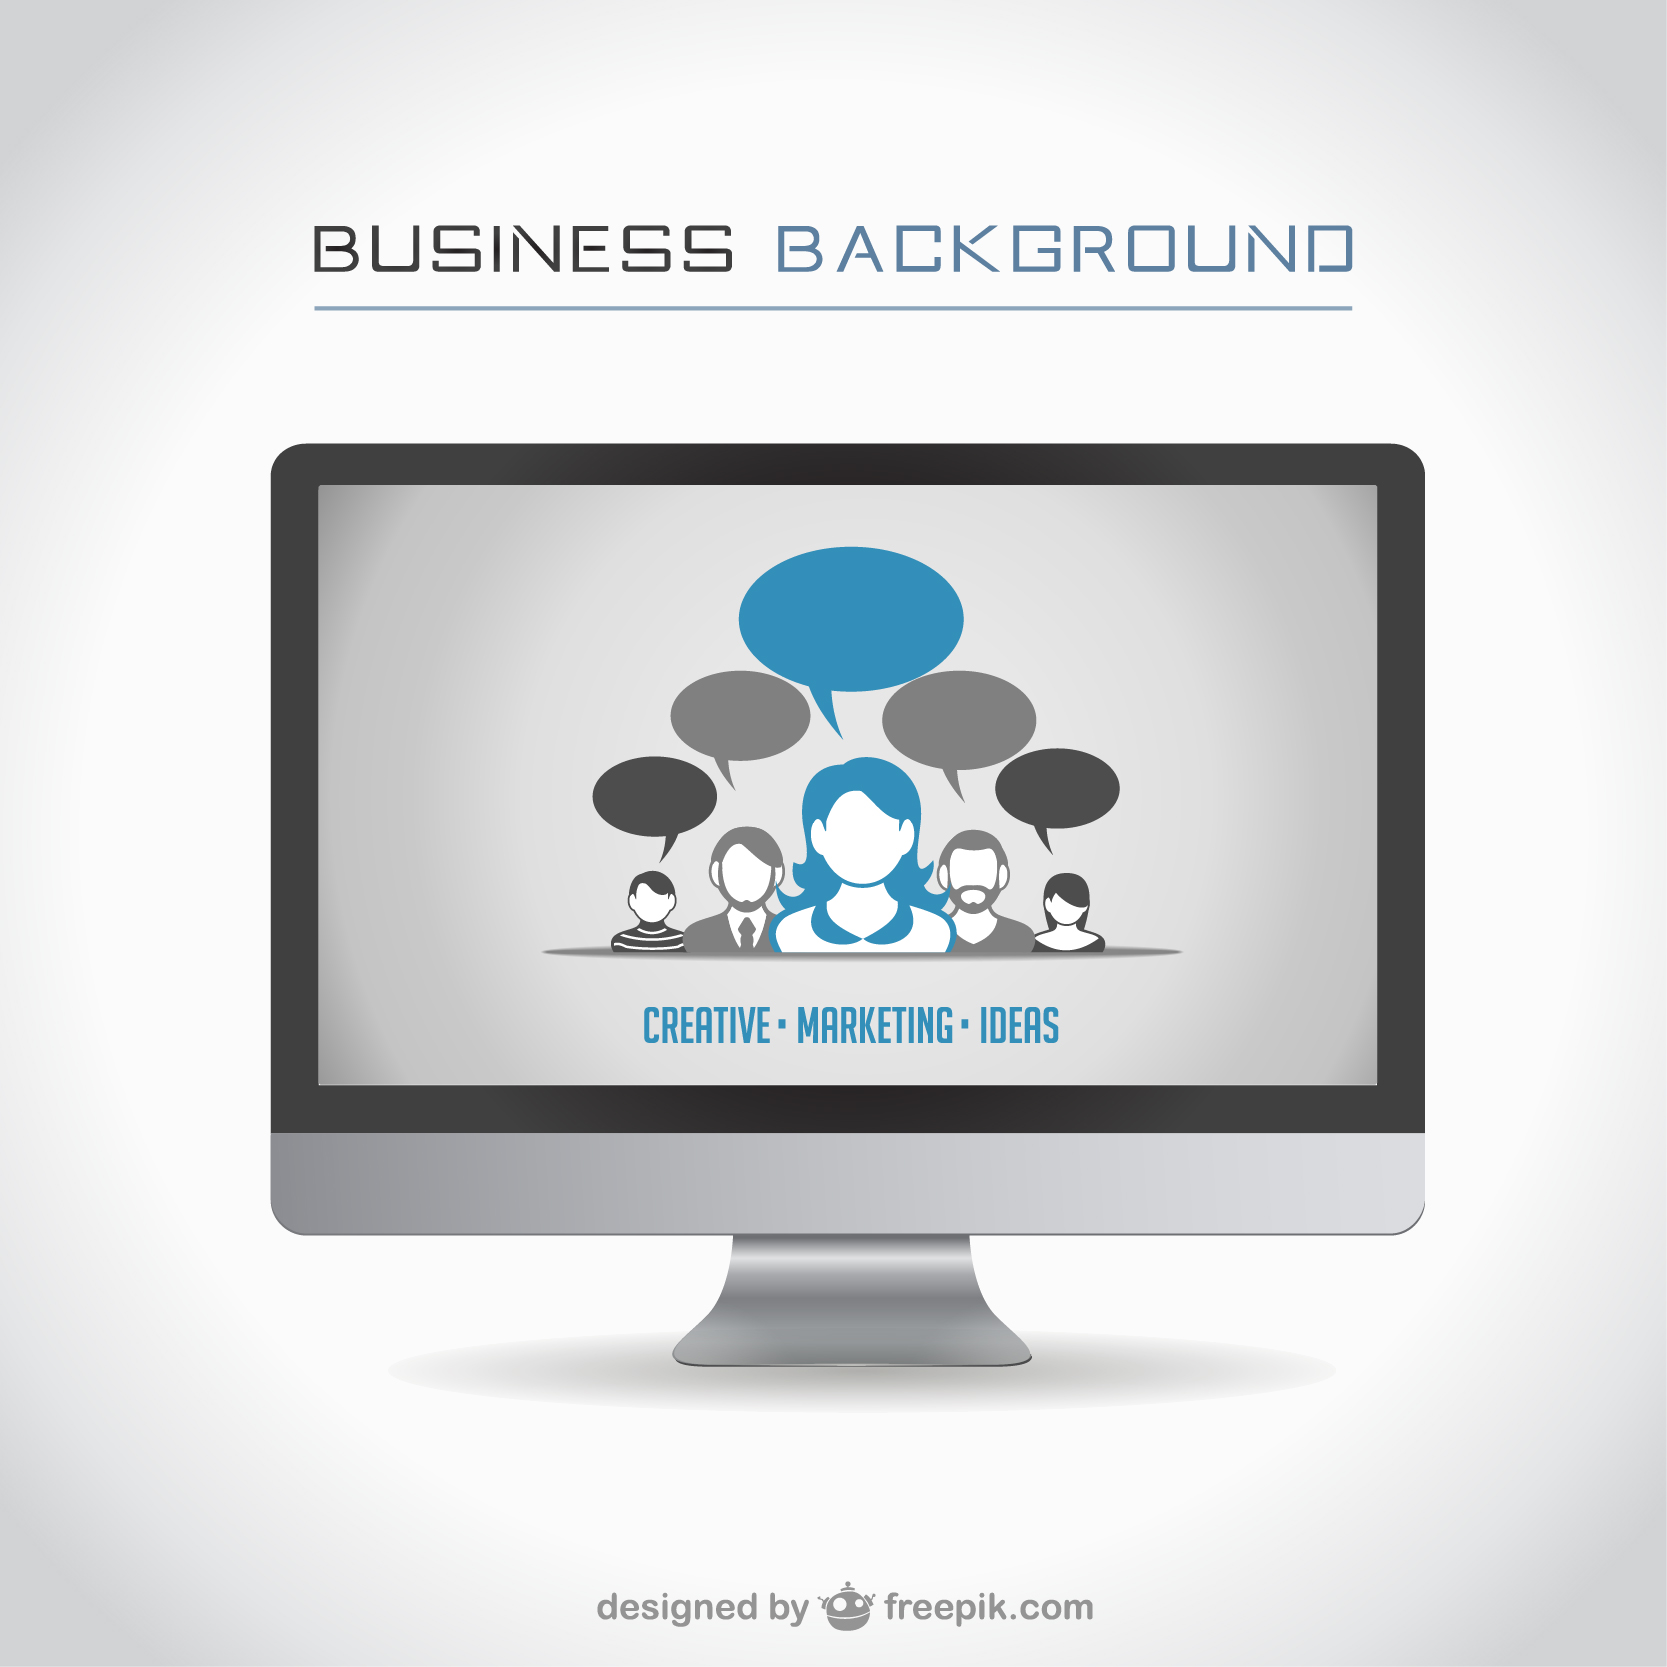 BUSINESS BACKGROUND
CREATIVE · MARKETING · IDEAS
designed by freepik.com